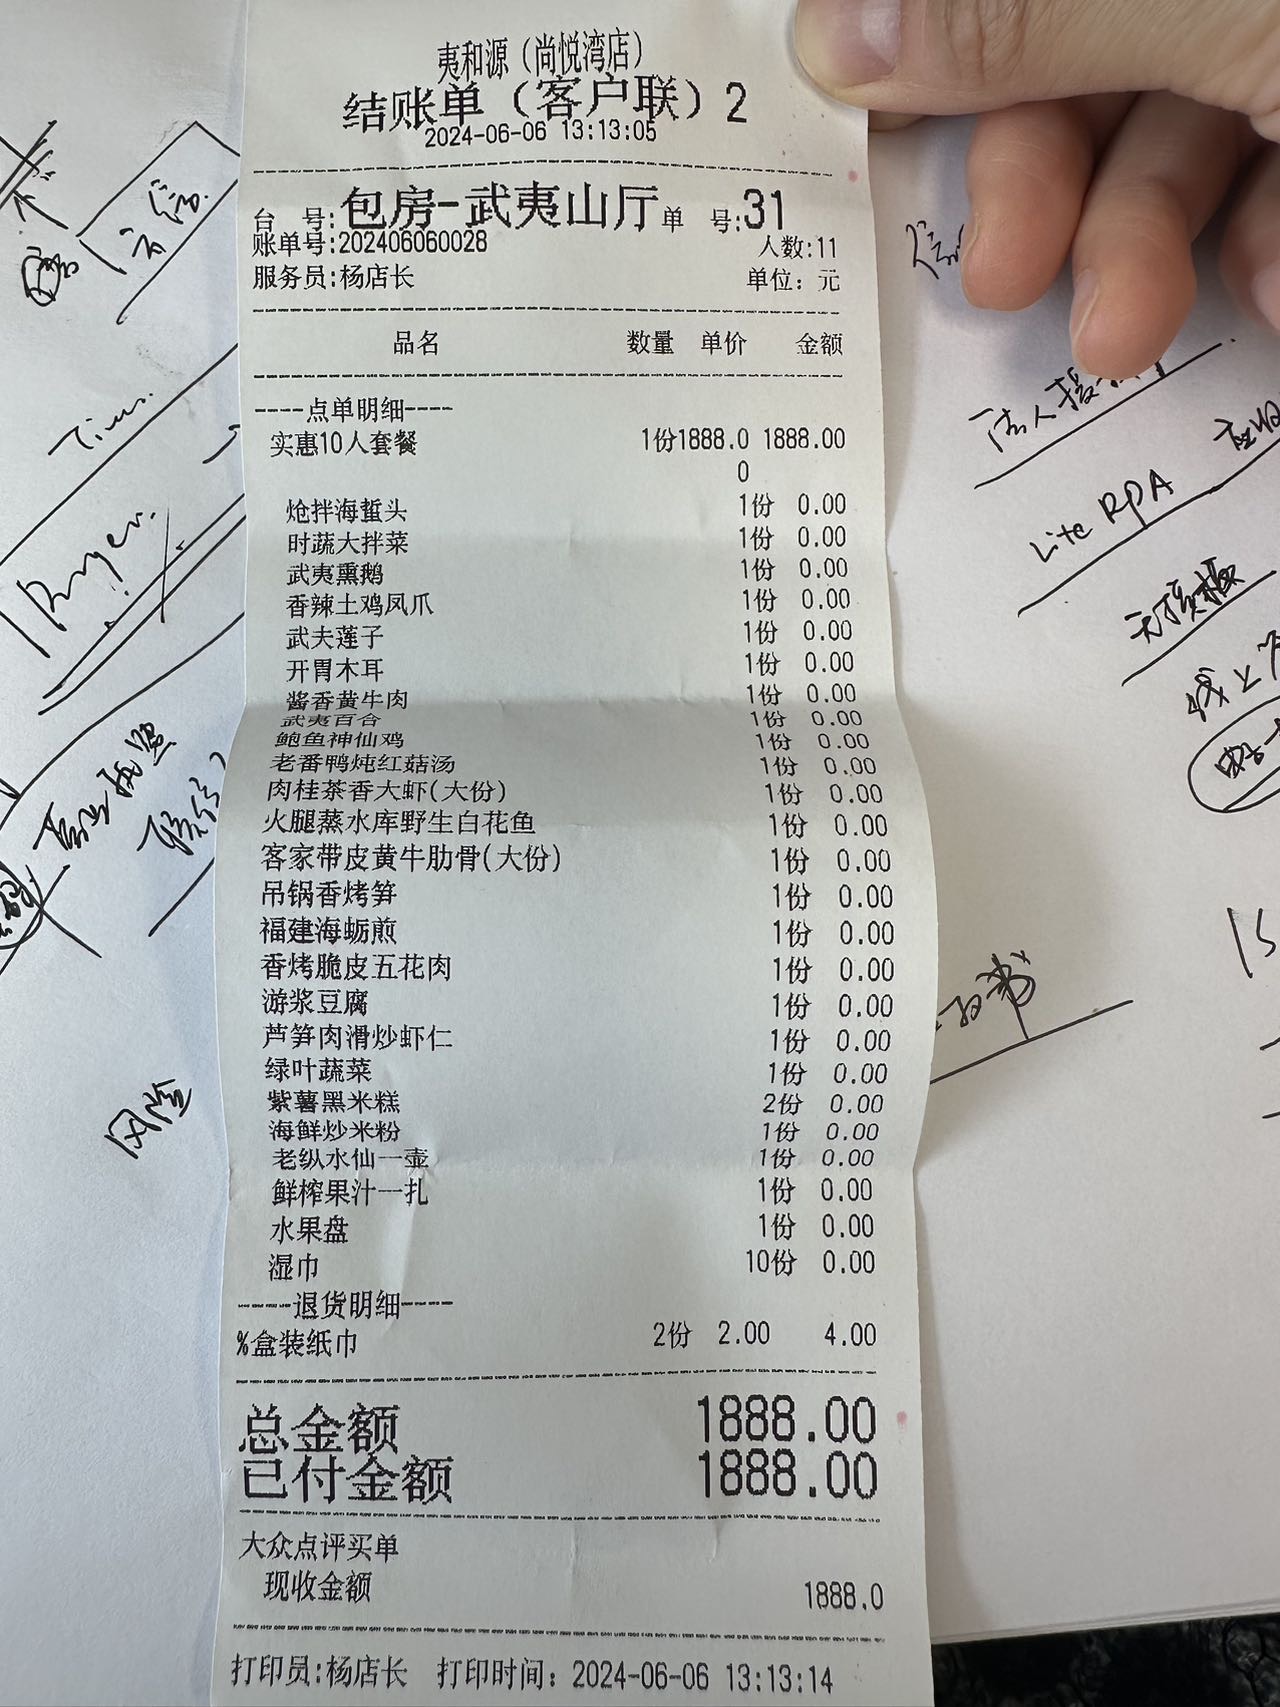 夷和源（尚悦湾店）
结账单（客户联）2
2024-06-06 13:13:05
台 号:包房-武夷山厅 单 号:31
账单号:202406060028 人数:11
服务员:杨店长 单位：元
品名 数量 单价 金额
----点单明细----
实惠10人套餐 1份1888.0 1888.00
0
炝拌海蜇头 1份 0.00
时蔬大拌菜 1份 0.00
武夷熏鹅 1份 0.00
香辣土鸡凤爪 1份 0.00
武夫莲子 1份 0.00
开胃木耳 1份 0.00
酱香黄牛肉 1份 0.00
武夷百合 1份 0.00
鲍鱼神仙鸡 1份 0.00
老番鸭炖红菇汤 1份 0.00
肉桂茶香大虾(大份) 1份 0.00
火腿蒸水库野生白花鱼 1份 0.00
客家带皮黄牛肋骨(大份) 1份 0.00
吊锅香烤笋 1份 0.00
福建海蛎煎 1份 0.00
香烤脆皮五花肉 1份 0.00
游浆豆腐 1份 0.00
芦笋肉滑炒虾仁 1份 0.00
绿叶蔬菜 1份 0.00
紫薯黑米糕 2份 0.00
海鲜炒米粉 1份 0.00
老纵水仙一壶 1份 0.00
鲜榨果汁一扎 1份 0.00
水果盘 1份 0.00
湿巾 10份 0.00
----退货明细----
%盒装纸巾 2份 2.00 4.00
总金额 1888.00
已付金额 1888.00
大众点评买单
现收金额 1888.0
打印员:杨店长 打印时间：2024-06-06 13:13:14
Lite RPA
风险